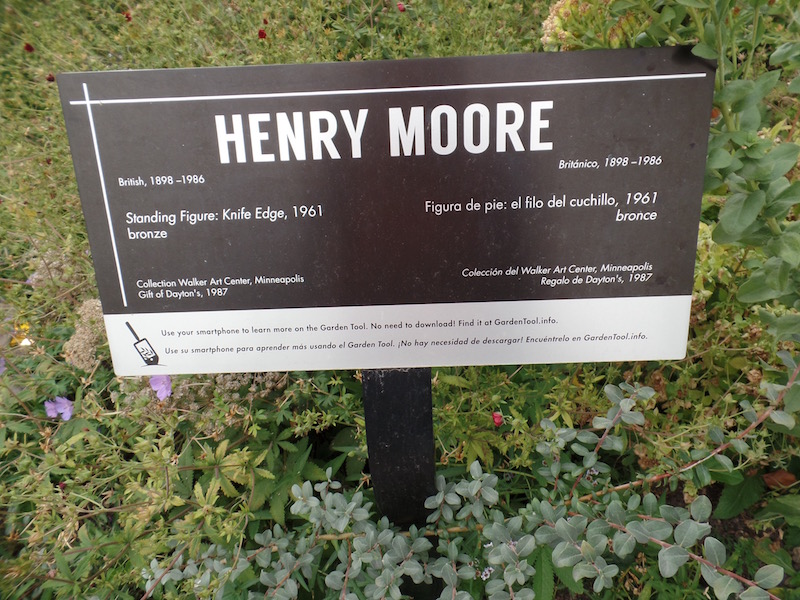 HENRY MOORE
British, 1898 –1986
Británico, 1898 –1986
Standing Figure: Knife Edge, 1961
bronze
Figura de pie: el filo del cuchillo, 1961
bronce
Collection Walker Art Center, Minneapolis
Gift of Dayton's, 1987
Colección del Walker Art Center, Minneapolis
Regalo de Dayton's, 1987
Use your smartphone to learn more on the Garden Tool. No need to download! Find it at GardenTool.info.
Use su smartphone para aprender más usando el Garden Tool. ¡No hay necesidad de descargar! Encuéntrelo en GardenTool.info.